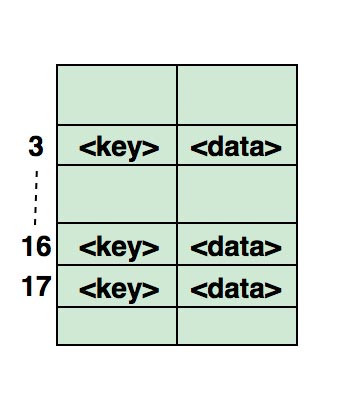 3 <key> <data>
16 <key> <data>
17 <key> <data>